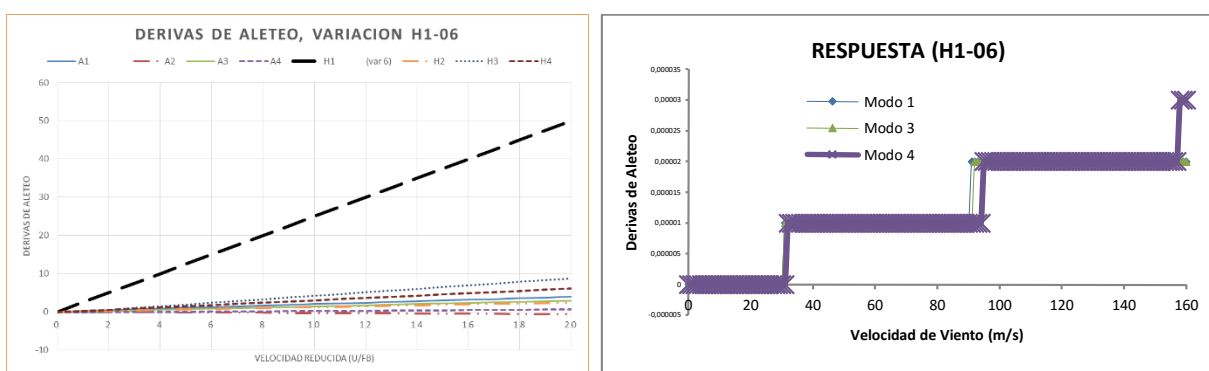 DERIVAS DE ALETEO, VARIACION H1-06
A1 A2 A3 A4 H1 (var 6) H2 H3 H4
DERIVAS DE ALETEO
60
50
40
30
20
10
0
-10
0 2 4 6 8 10 12 14 16 18 20
VELOCIDAD REDUCIDA (U/FB)
RESPUESTA (H1-06)
Derivas de Aleteo
0,000035
0,00003
0,000025
0,00002
0,000015
0,00001
0,000005
0
-0,000005
Modo 1
Modo 3
Modo 4
0 20 40 60 80 100 120 140 160
Velocidad de Viento (m/s)